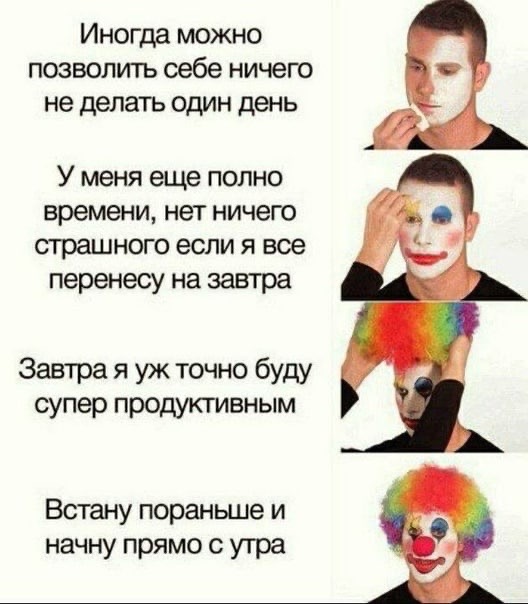 Иногда можно
позволить себе ничего
не делать один день
У меня еще полно
времени, нет ничего
страшного если я все
перенесу на завтра
Завтра я уж точно буду
супер продуктивным
Встану пораньше и
начну прямо с утра